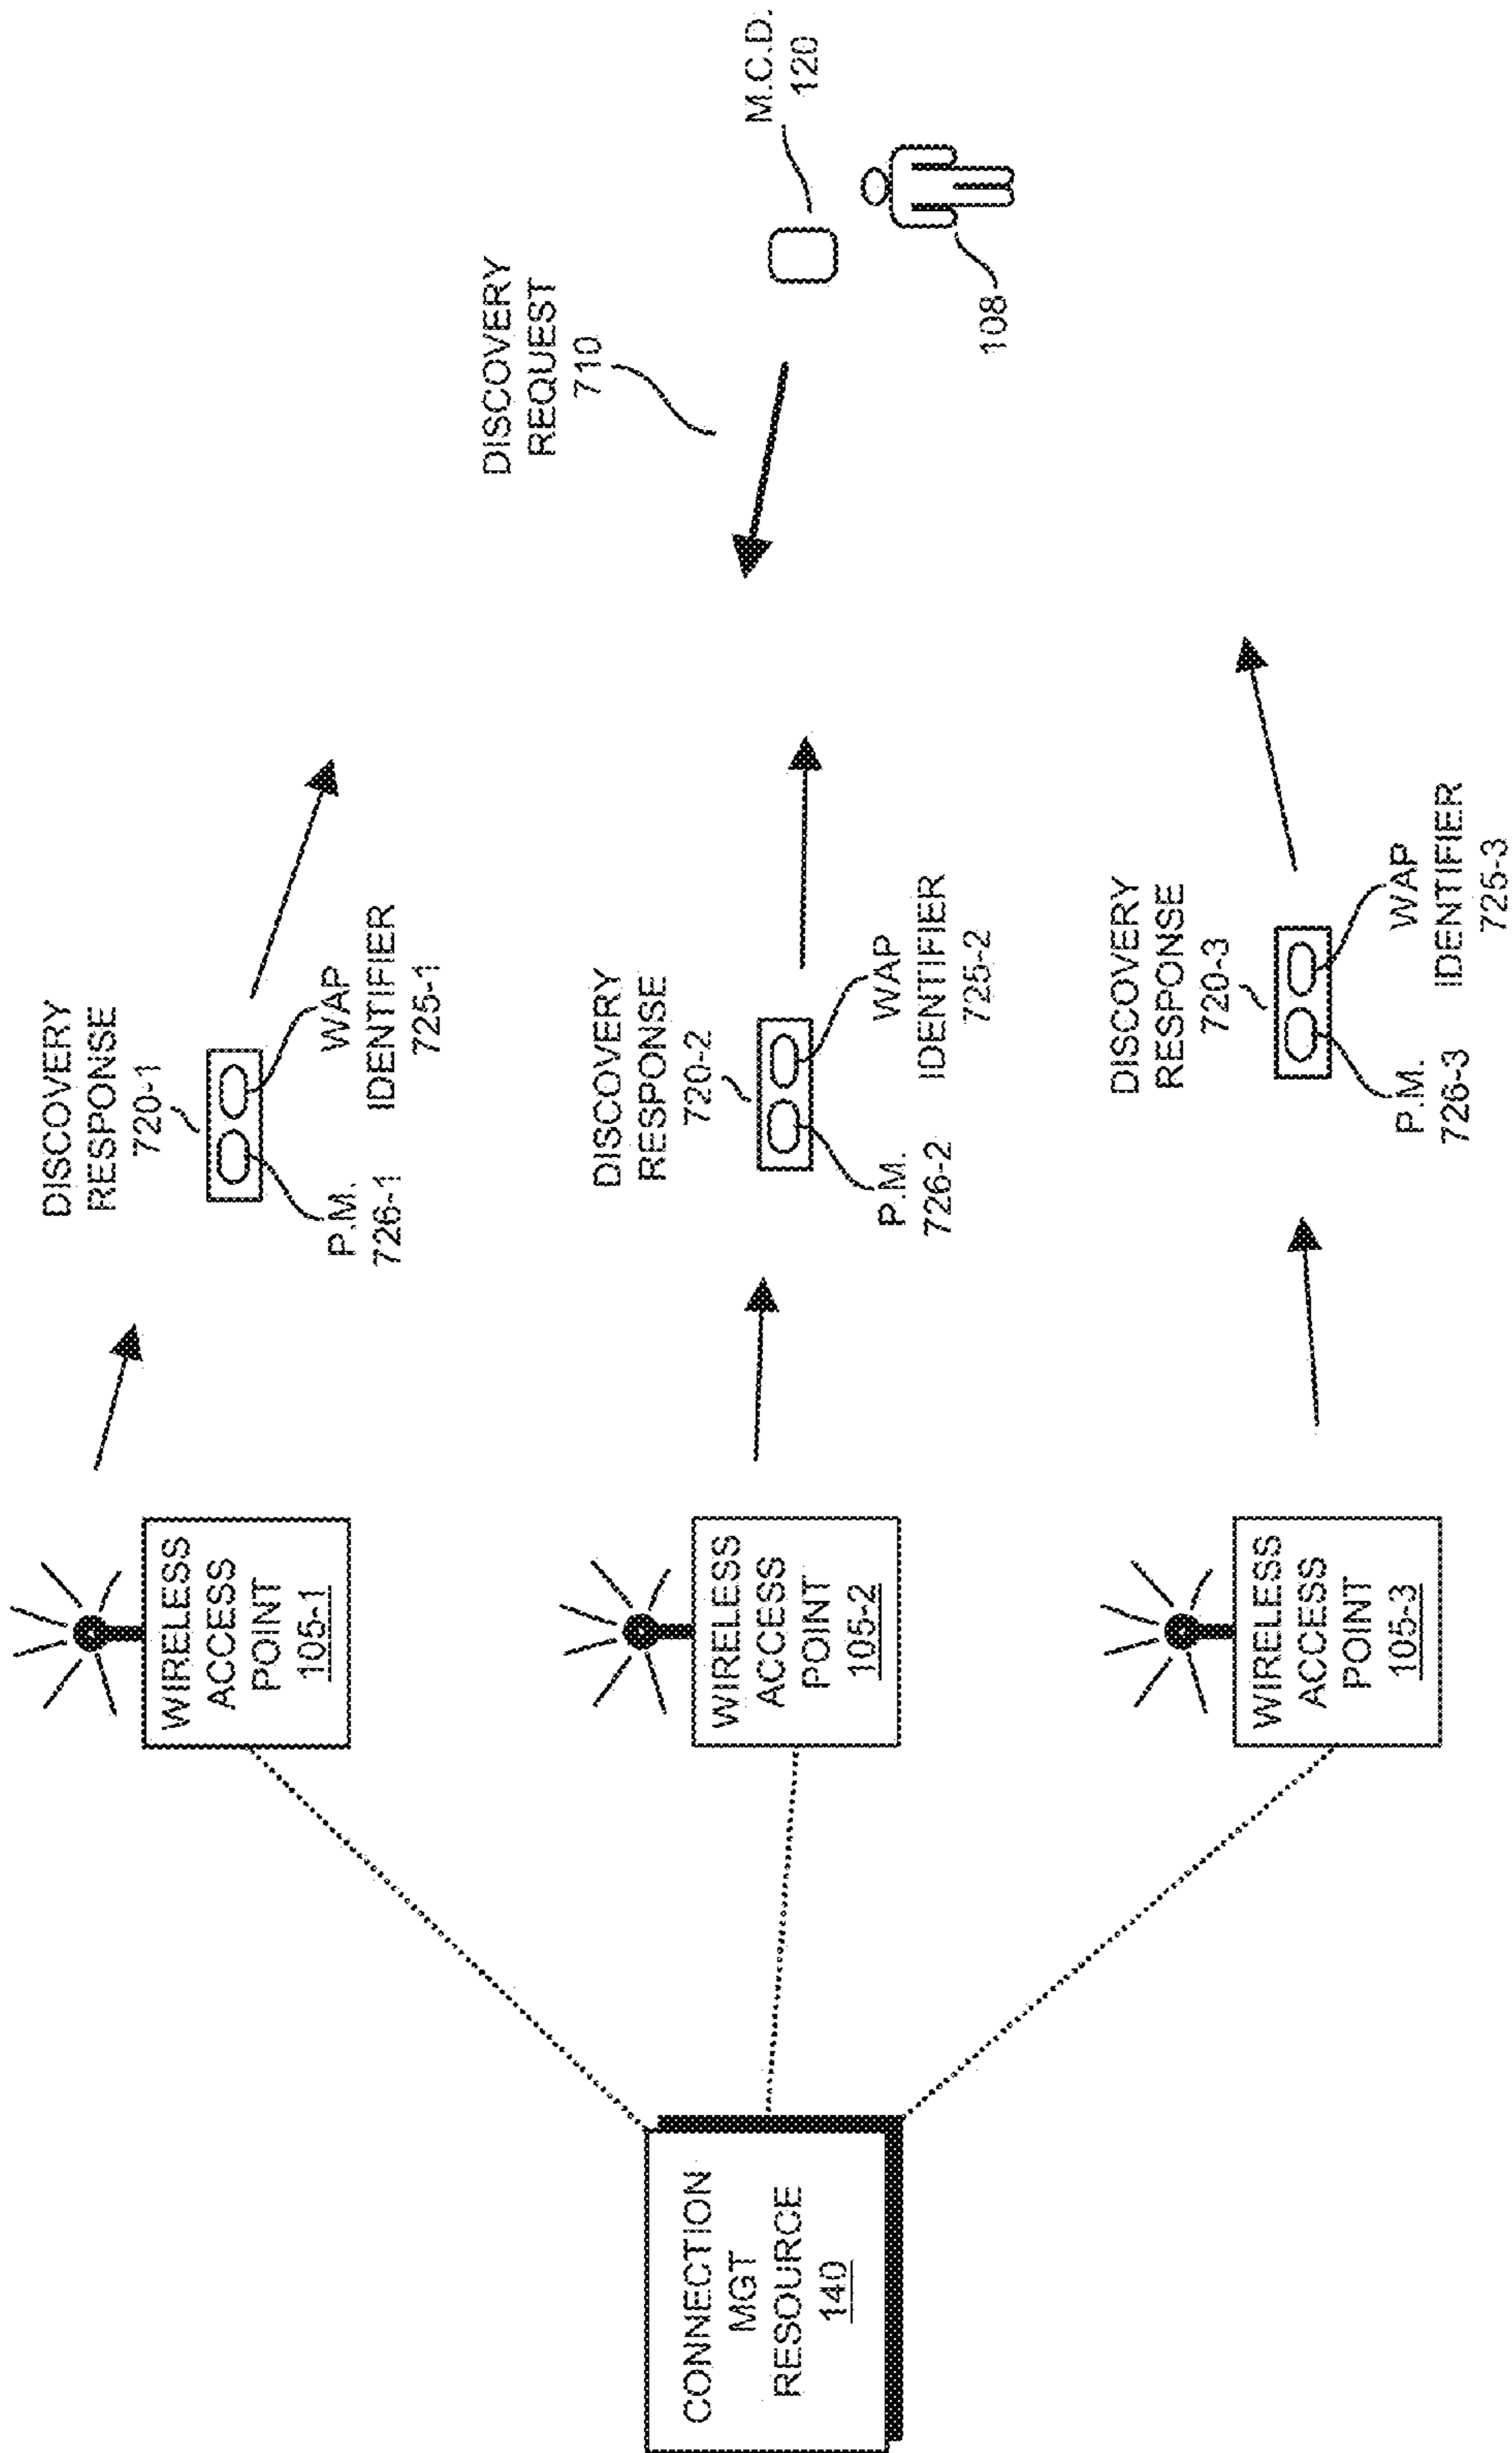 DISCOVERY
RESPONSE
720-1
P.M.
726-1
WAP
IDENTIFIER
725-1
WIRELESS
ACCESS
POINT
105-1
DISCOVERY
REQUEST
710
M.C.D.
120
108
CONNECTION
MGT
RESOURCE
140
WIRELESS
ACCESS
POINT
105-2
DISCOVERY
RESPONSE
720-2
P.M.
726-2
WAP
IDENTIFIER
725-2
WIRELESS
ACCESS
POINT
105-3
DISCOVERY
RESPONSE
720-3
P.M.
726-3
WAP
IDENTIFIER
725-3